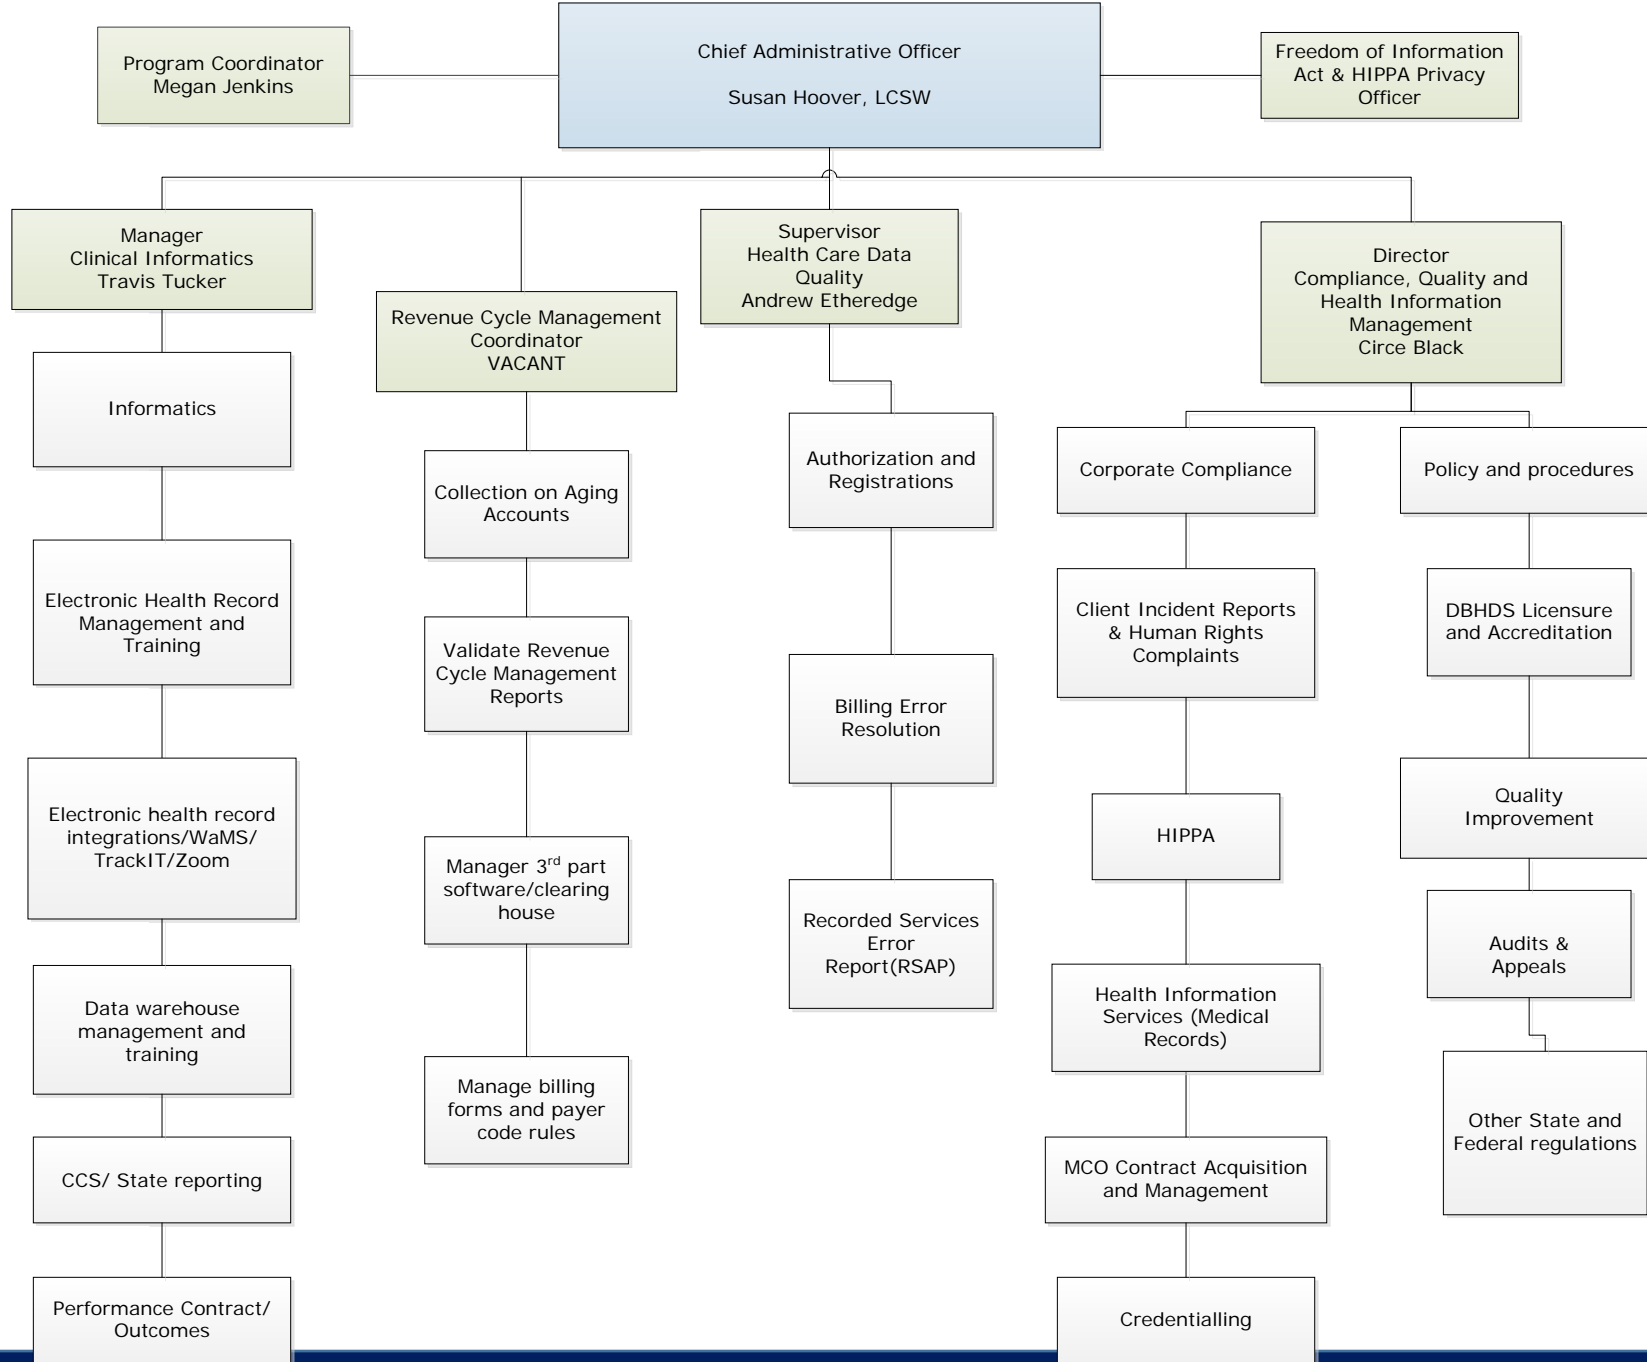 Program Coordinator
Megan Jenkins
Chief Administrative Officer
Susan Hoover, LCSW
Freedom of Information
Act & HIPPA Privacy
Officer
Manager
Clinical Informatics
Travis Tucker
Informatics
Electronic Health Record
Management and
Training
Electronic health record
integrations/WaMS/
TrackIT/Zoom
Data warehouse
management and
training
CCS/ State reporting
Performance Contract/
Outcomes
Revenue Cycle Management
Coordinator
VACANT
Collection on Aging
Accounts
Validate Revenue
Cycle Management
Reports
Manager 3rd part
software/clearing
house
Manage billing
forms and payer
code rules
Supervisor
Health Care Data
Quality
Andrew Etheredge
Authorization and
Registrations
Billing Error
Resolution
Recorded Services
Error
Report(RSAP)
Director
Compliance, Quality and
Health Information
Management
Circe Black
Corporate Compliance
Client Incident Reports
& Human Rights
Complaints
HIPPA
Health Information
Services (Medical
Records)
MCO Contract Acquisition
and Management
Credentialling
Policy and procedures
DBHDS Licensure
and Accreditation
Quality
Improvement
Audits &
Appeals
Other State and
Federal regulations